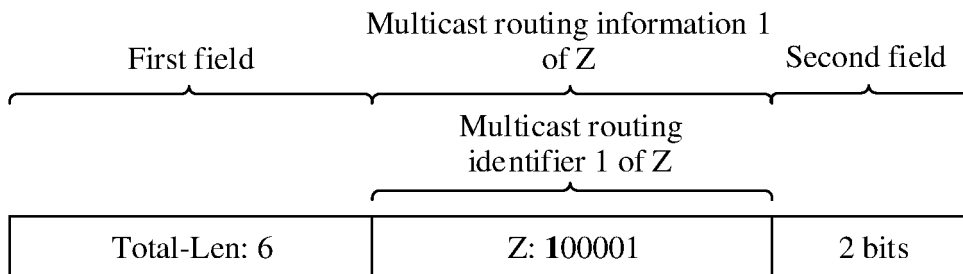 Multicast routing information 1
of Z
First field
Second field
Multicast routing
identifier 1 of Z
Total-Len: 6
Z: 100001
2 bits